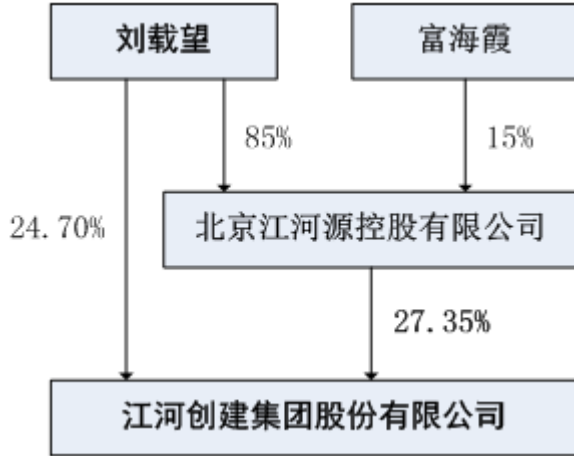 刘载望
富海霞
85%
15%
24.70%
北京江河源控股有限公司
27.35%
江河创建集团股份有限公司